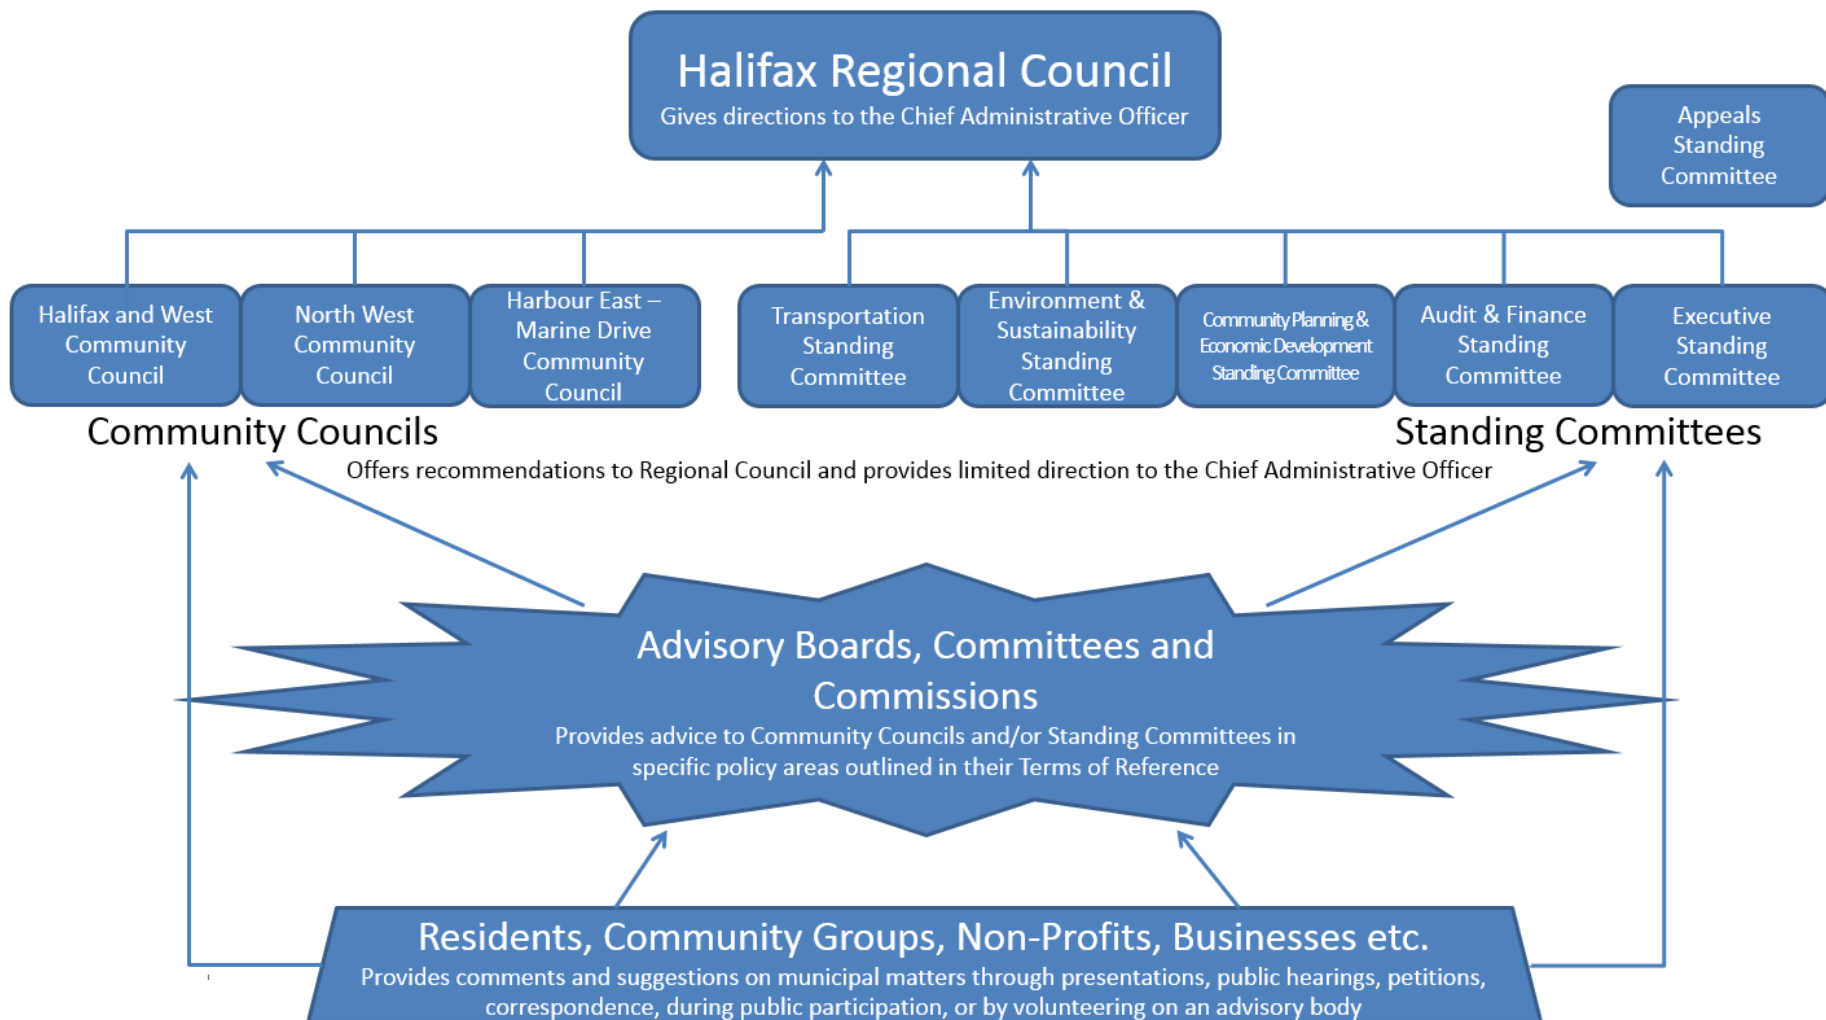 Halifax Regional Council
Gives directions to the Chief Administrative Officer
Appeals
Standing
Committee
Halifax and West
Community
Council
North West
Community
Council
Harbour East –
Marine Drive
Community
Council
Transportation
Standing
Committee
Environment &
Sustainability
Standing
Committee
Community Planning &
Economic Development
Standing Committee
Audit & Finance
Standing
Committee
Executive
Standing
Committee
Community Councils
Standing Committees
Offers recommendations to Regional Council and provides limited direction to the Chief Administrative Officer
Advisory Boards, Committees and
Commissions
Provides advice to Community Councils and/or Standing Committees in
specific policy areas outlined in their Terms of Reference
Residents, Community Groups, Non-Profits, Businesses etc.
Provides comments and suggestions on municipal matters through presentations, public hearings, petitions,
correspondence, during public participation, or by volunteering on an advisory body